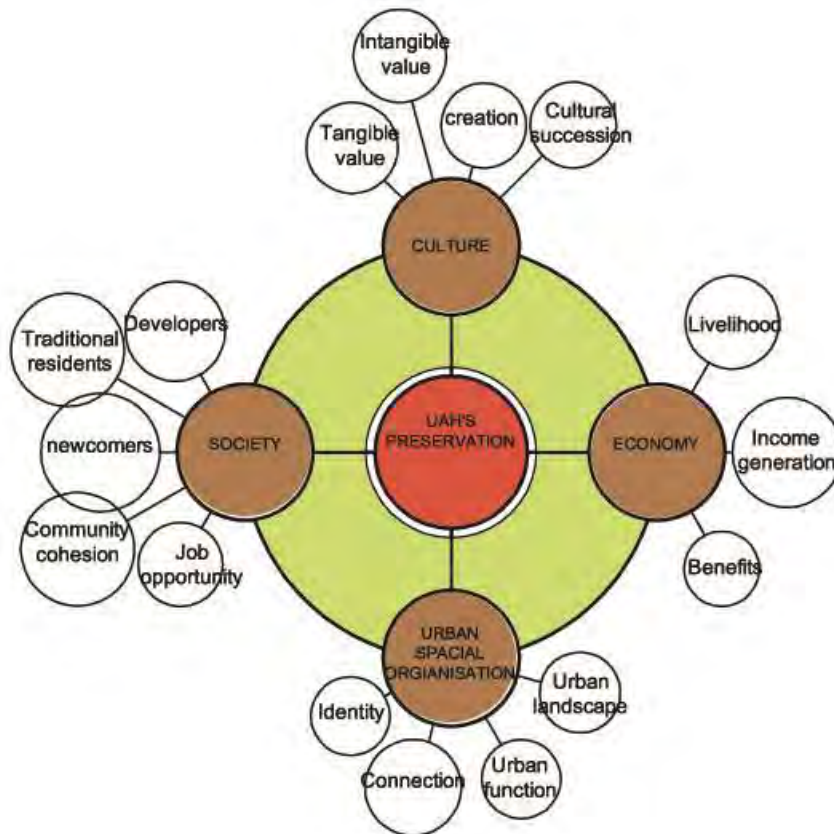 Intangible
value
creation
Cultural
succession
Tangible
value
CULTURE
Developers
Traditional
residents
newcomers
Community
cohesion
Job
opportunity
SOCIETY
UAH'S
PRESERVATION
ECONOMY
Livelihood
Income
generation
Benefits
URBAN
SPACIAL
ORGIANISATION
Identity
Connection
Urban
function
Urban
landscape